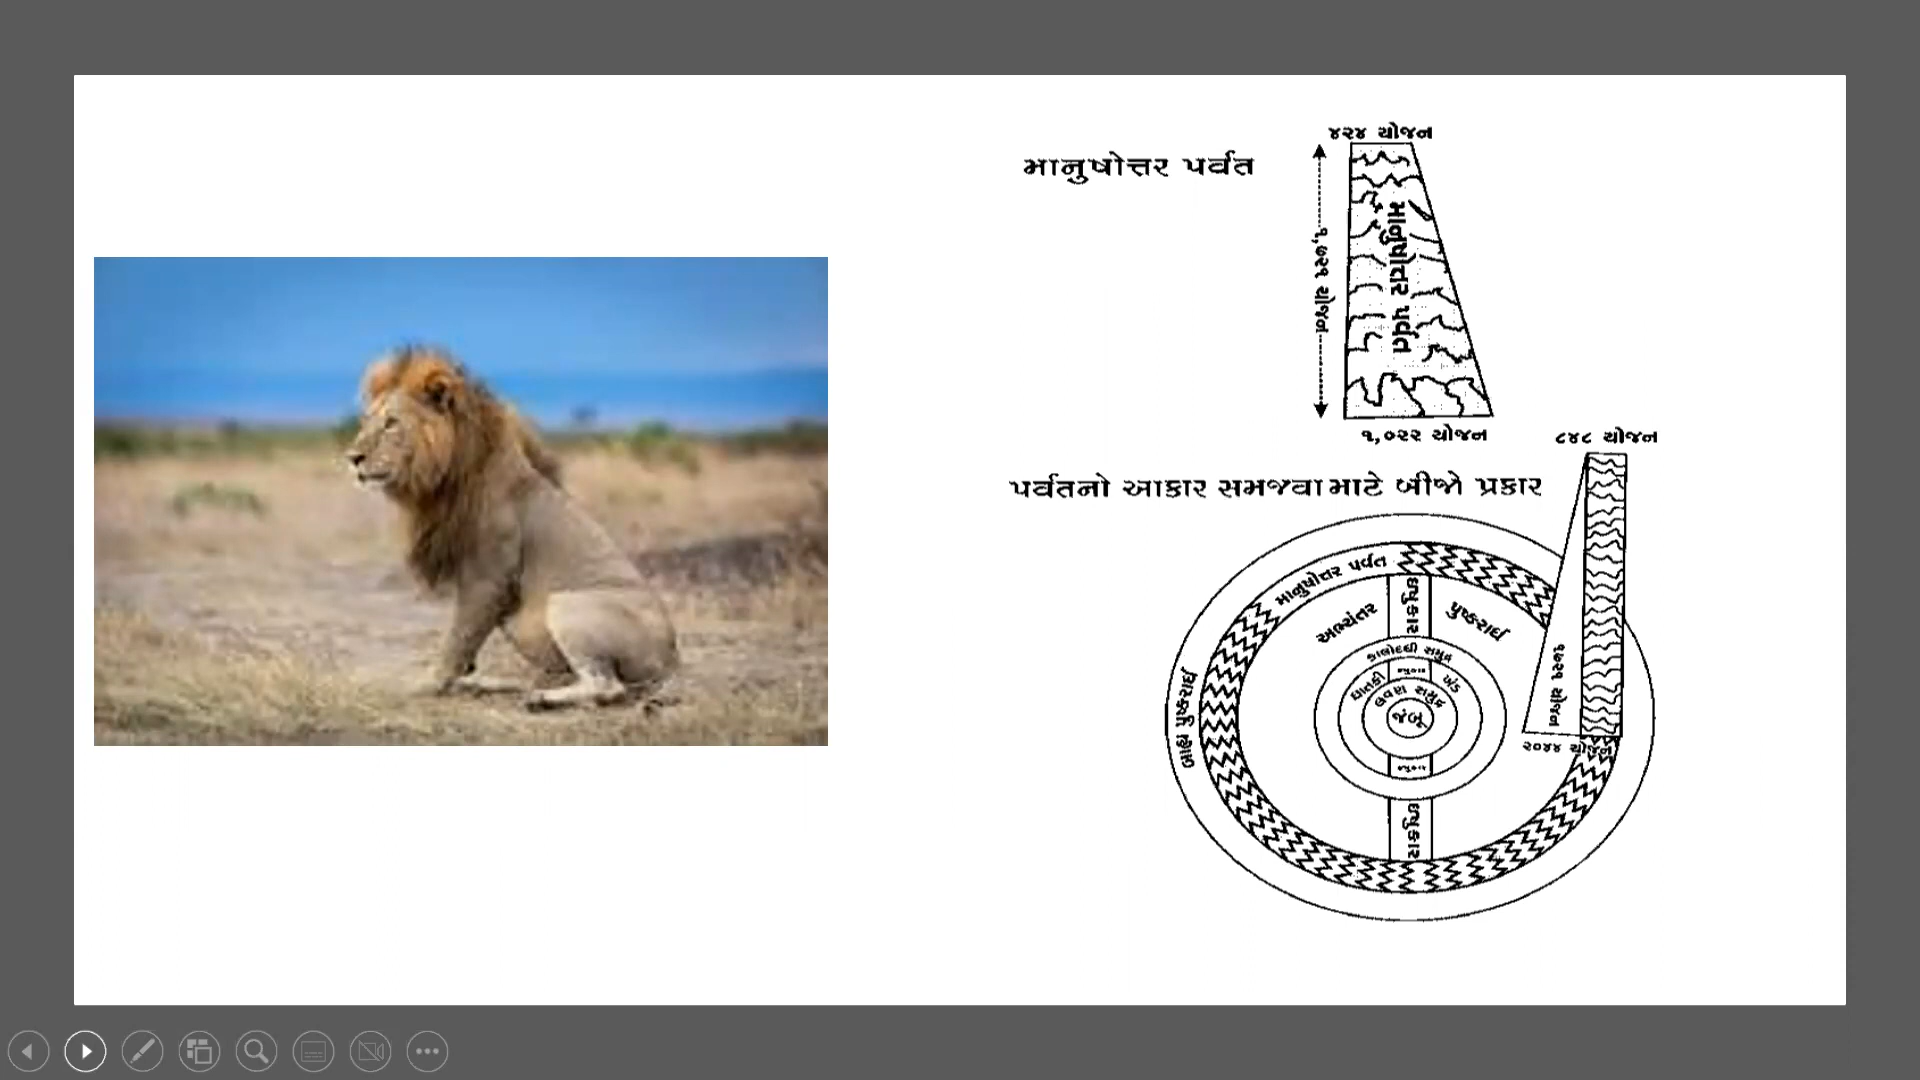 માનુષોત્તર પર્વત
૪૨૪ યોજન
૧,૭૨૧ યોજન
માનુષોત્તર પર્વત
૧,૦૨૨ યોજન
પર્વતનો આકાર સમજવા માટે બીજો પ્રકાર
૮૪૮ યોજન
૧૭૨૧ યોજન
૨૦૪૪ યોજન
માનુષોત્તર પર્વત
અભ્યંતર
પુષ્કરાર્ધ
ઇષુકાર
કાલોદધી સમુદ્ર
ઘાતકી
ખંડ
લવણ સમુદ્ર
જંબૂ
બાહ્ય પુષ્કરાર્ધ
ઇષુકાર